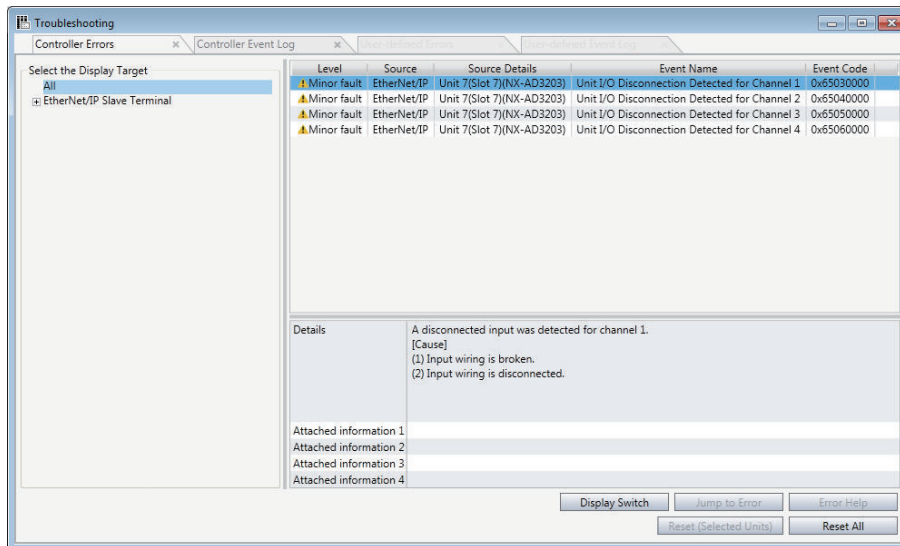 Troubleshooting
Controller Errors
Controller Event Log
User-defined Errors
User-defined Event Log
Select the Display Target
All
EtherNet/IP Slave Terminal
Level Source Source Details Event Name Event Code
Minor fault EtherNet/IP Unit 7(Slot 7)(NX-AD3203) Unit I/O Disconnection Detected for Channel 1 0x65030000
Minor fault EtherNet/IP Unit 7(Slot 7)(NX-AD3203) Unit I/O Disconnection Detected for Channel 2 0x65040000
Minor fault EtherNet/IP Unit 7(Slot 7)(NX-AD3203) Unit I/O Disconnection Detected for Channel 3 0x65050000
Minor fault EtherNet/IP Unit 7(Slot 7)(NX-AD3203) Unit I/O Disconnection Detected for Channel 4 0x65060000
Details A disconnected input was detected for channel 1.
[Cause]
(1) Input wiring is broken.
(2) Input wiring is disconnected.
Attached information 1
Attached information 2
Attached information 3
Attached information 4
Display Switch Jump to Error Error Help
Reset (Selected Units) Reset All